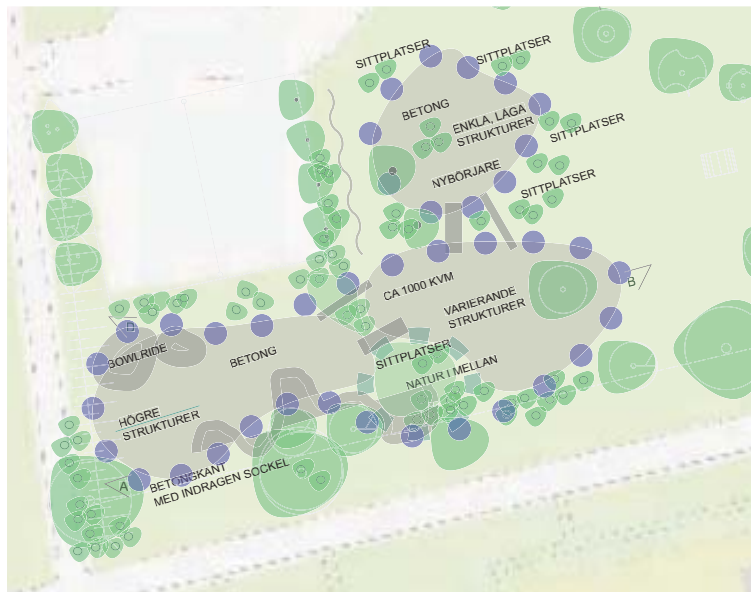 SITTPLATSER
SITTPLATSER
BETONG
ENKLA, LÅGA
STRUKTURER
SITTPLATSER
NYBÖRJARE
SITTPLATSER
CA 1000 KVM
B
VARIERANDE
STRUKTURER
BOWLRIDE
BETONG
SITTPLATSER
NATUR I MELLAN
HÖGRE
STRUKTURER
A
BETONGKANT
MED INDRAGEN SOCKEL